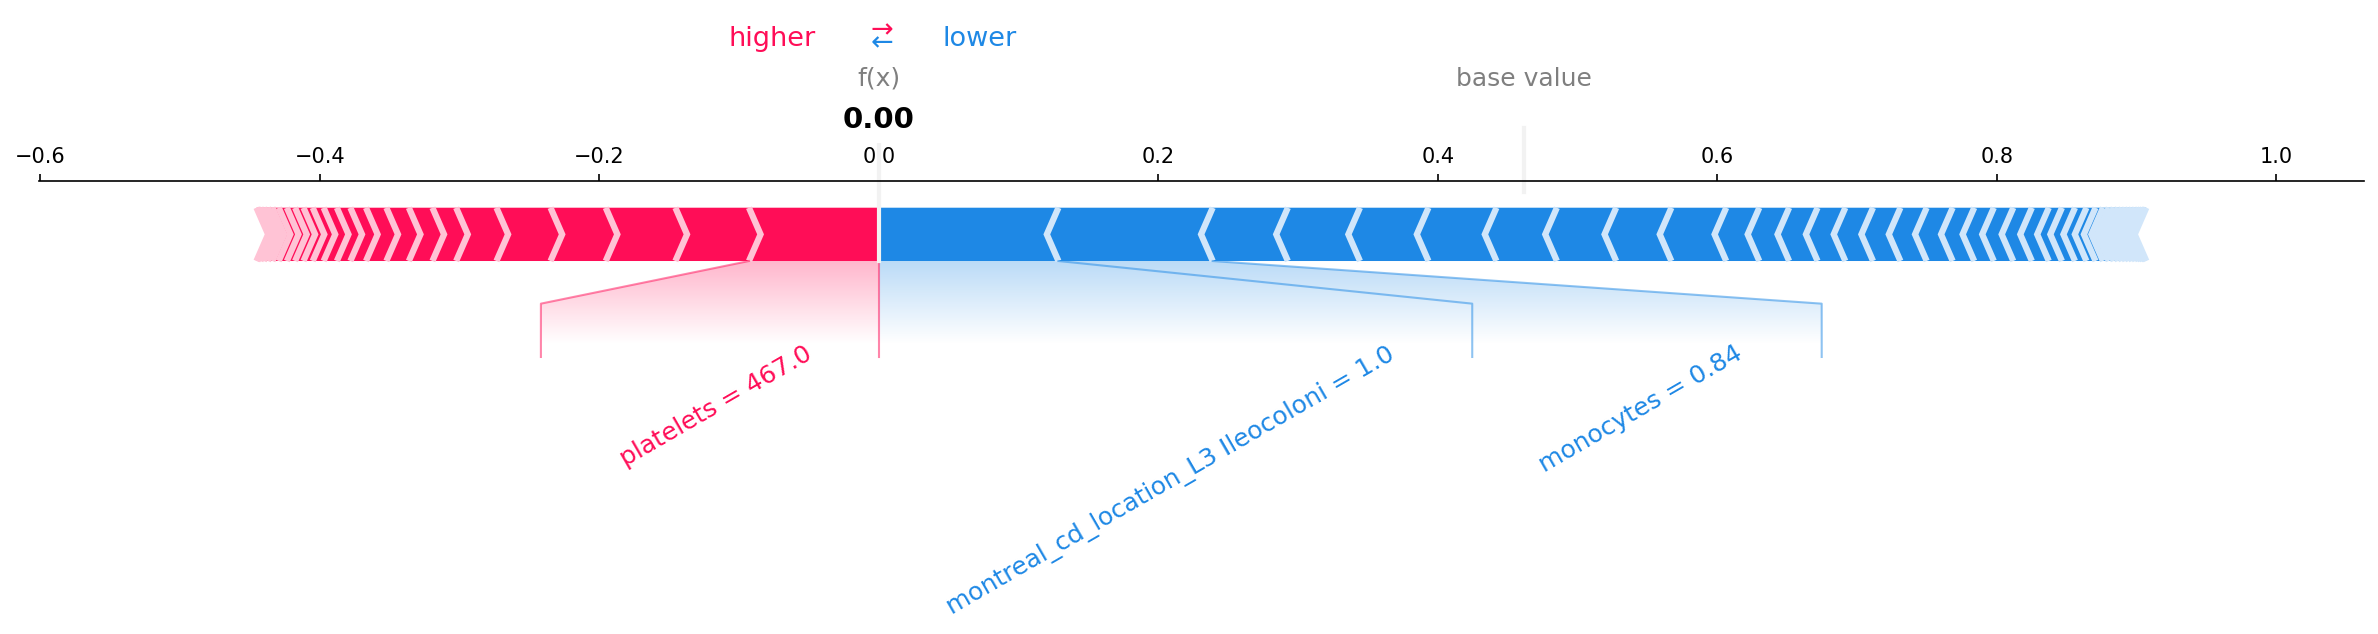 higher ⇄ lower
f(x) base value
0.00
−0.6 −0.4 −0.2 0.0 0.2 0.4 0.6 0.8 1.0
platelets = 467.0
montreal_cd_location_L3 Ileocoloni = 1.0
monocytes = 0.84